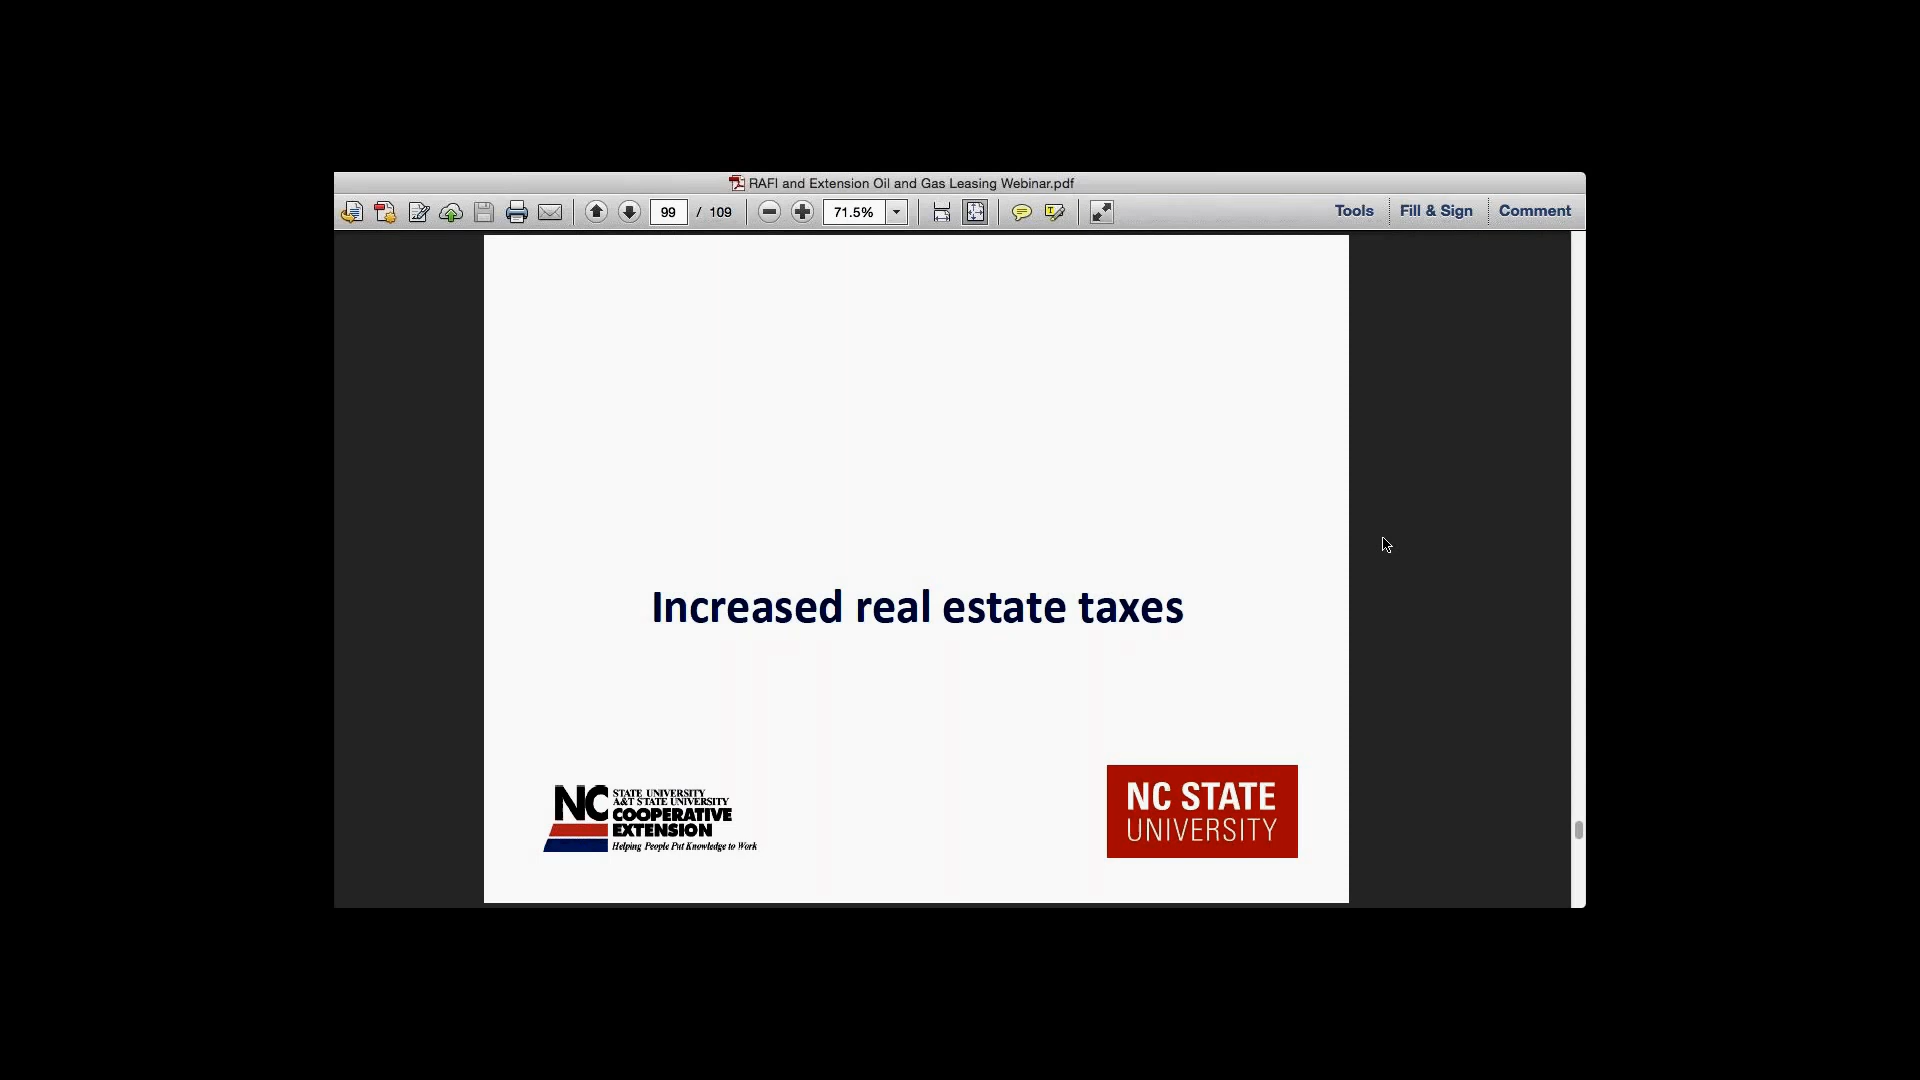 RAFI and Extension Oil and Gas Leasing Webinar.pdf
99 / 109 71.5% Tools Fill & Sign Comment
Increased real estate taxes
NC STATE UNIVERSITY
A&T STATE UNIVERSITY
COOPERATIVE
EXTENSION
Helping People Put Knowledge to Work
NC STATE
UNIVERSITY